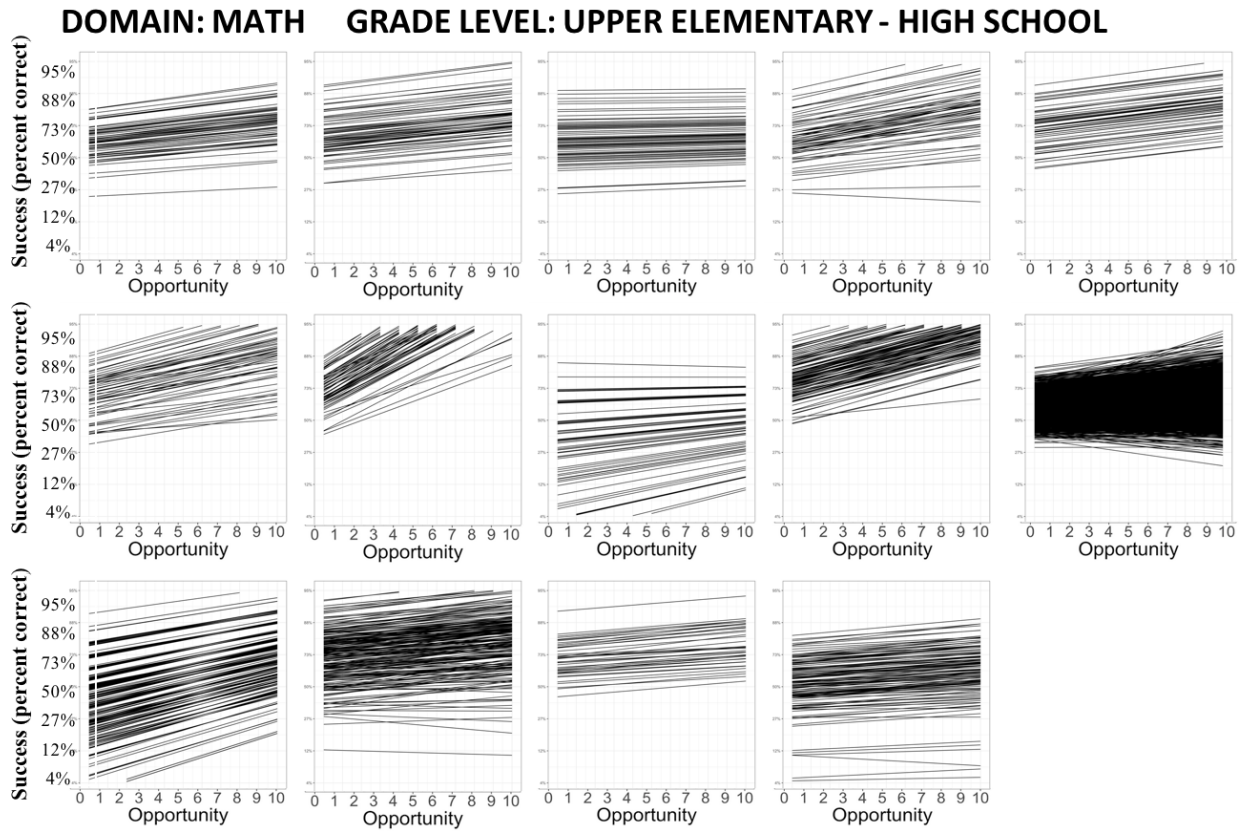 DOMAIN: MATH GRADE LEVEL: UPPER ELEMENTARY - HIGH SCHOOL
Success (percent correct)
95%
88%
73%
50%
27%
12%
4%
0 1 2 3 4 5 6 7 8 9 10
Opportunity
0 1 2 3 4 5 6 7 8 9 10
Opportunity
0 1 2 3 4 5 6 7 8 9 10
Opportunity
0 1 2 3 4 5 6 7 8 9 10
Opportunity
0 1 2 3 4 5 6 7 8 9 10
Opportunity
Success (percent correct)
95%
88%
73%
50%
27%
12%
4%
0 1 2 3 4 5 6 7 8 9 10
Opportunity
0 1 2 3 4 5 6 7 8 9 10
Opportunity
0 1 2 3 4 5 6 7 8 9 10
Opportunity
0 1 2 3 4 5 6 7 8 9 10
Opportunity
0 1 2 3 4 5 6 7 8 9 10
Opportunity
Success (percent correct)
95%
88%
73%
50%
27%
12%
4%
0 1 2 3 4 5 6 7 8 9 10
Opportunity
0 1 2 3 4 5 6 7 8 9 10
Opportunity
0 1 2 3 4 5 6 7 8 9 10
Opportunity
0 1 2 3 4 5 6 7 8 9 10
Opportunity